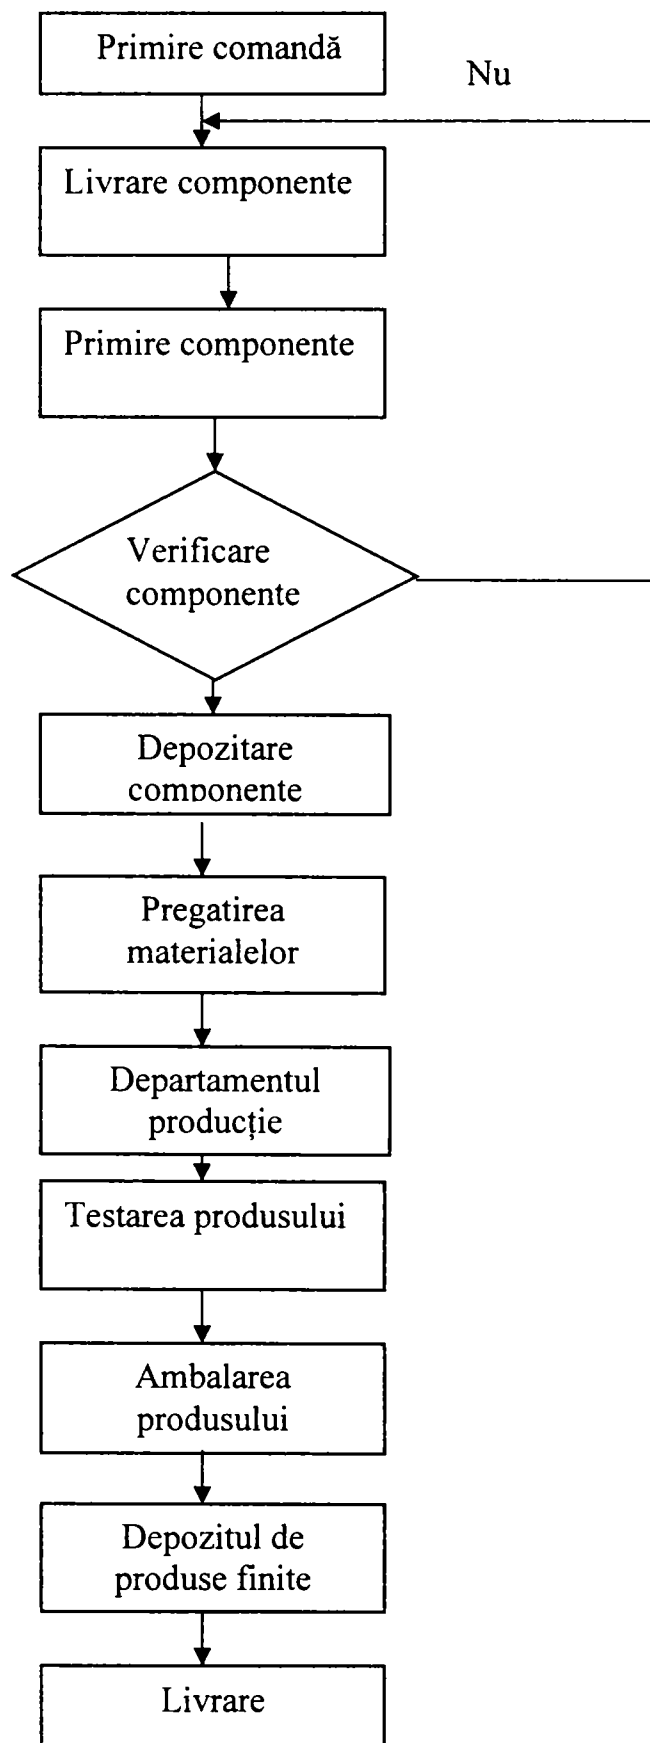 Primire comandă
Nu
Livrare componente
Primire componente
Verificare
componente
Depozitare
componente
Pregatirea
materialelor
Departamentul
producție
Testarea produsului
Ambalarea
produsului
Depozitul de
produse finite
Livrare